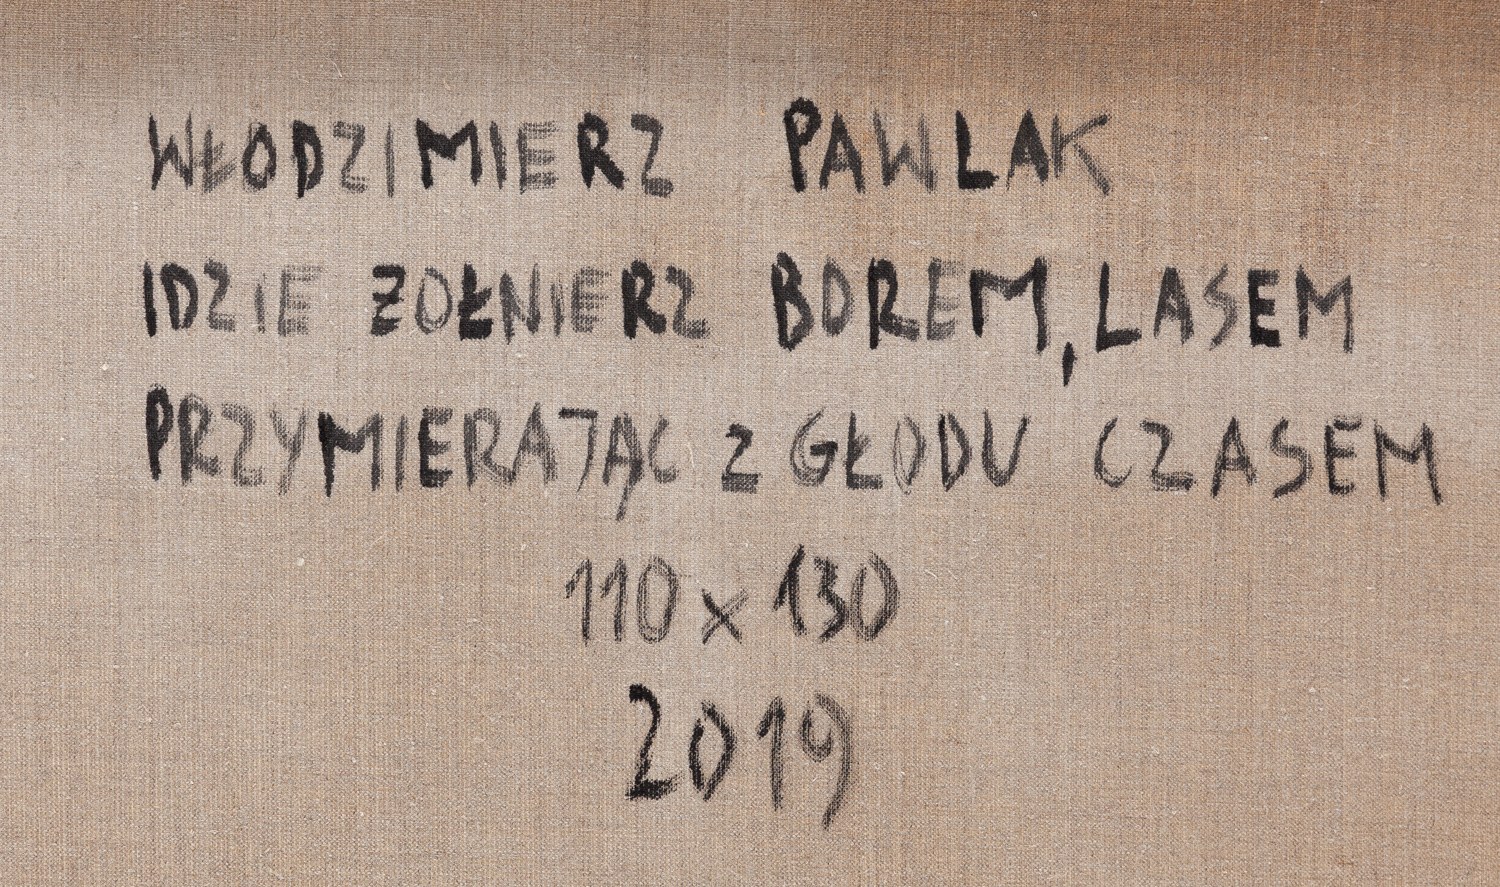 WŁODZIMIERZ PAWLAK
IDZIE ŻOŁNIERZ BOREM, LASEM
PRZYMIERAJĄC Z GŁODU CZASEM
110 x 130
2019